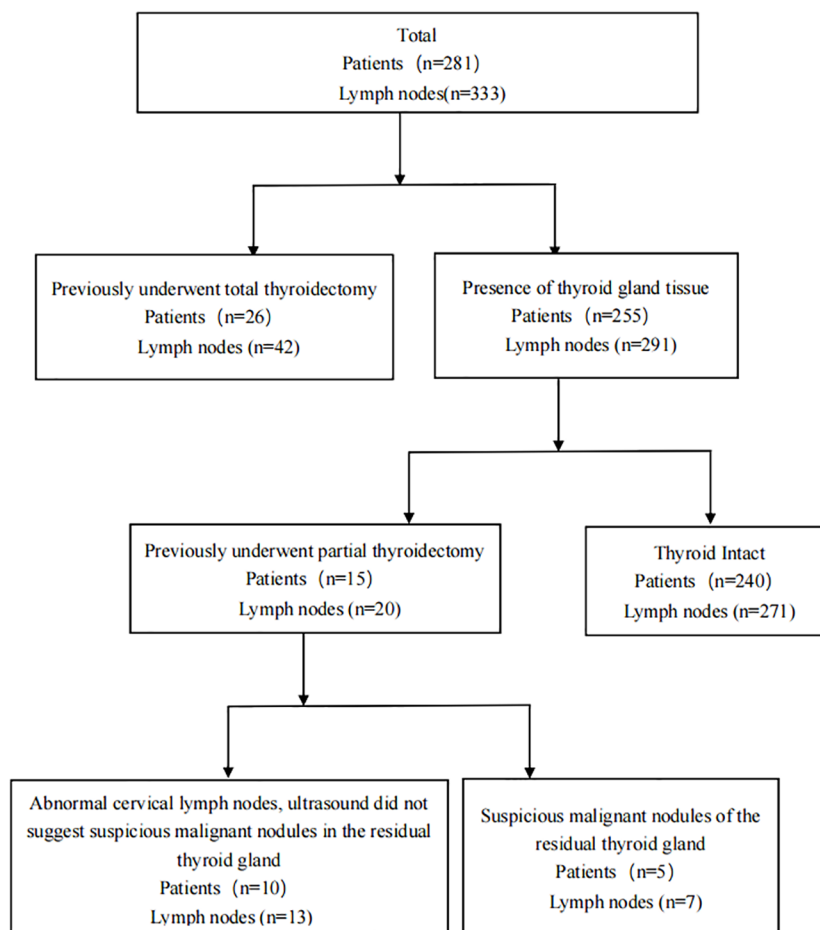 Total
Patients（n=281)
Lymph nodes(n=333)
Previously underwent total thyroidectomy
Patients（n=26)
Lymph nodes (n=42)
Presence of thyroid gland tissue
Patients（n=255)
Lymph nodes (n=291)
Previously underwent partial thyroidectomy
Patients（n=15)
Lymph nodes (n=20)
Thyroid Intact
Patients（n=240)
Lymph nodes (n=271)
Abnormal cervical lymph nodes, ultrasound did not
suggest suspicious malignant nodules in the residual
thyroid gland
Patients (n=10)
Lymph nodes (n=13)
Suspicious malignant nodules of the
residual thyroid gland
Patients (n=5)
Lymph nodes (n=7)